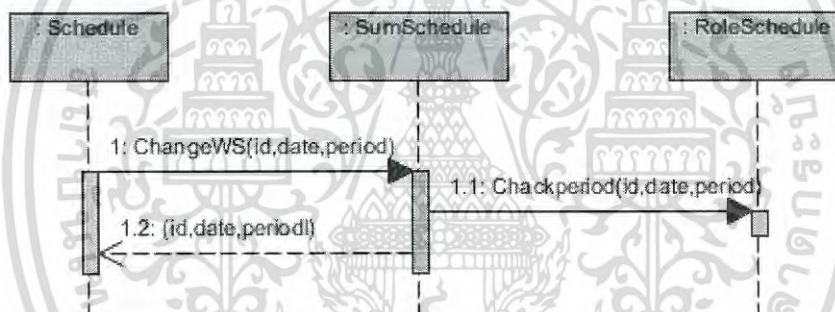 : Schedule
: SumSchedule
: RoleSchedule
1: ChangeWS(id,date,period)
1.1: Chackperiod(id,date,period)
1.2: (id,date,periodl)